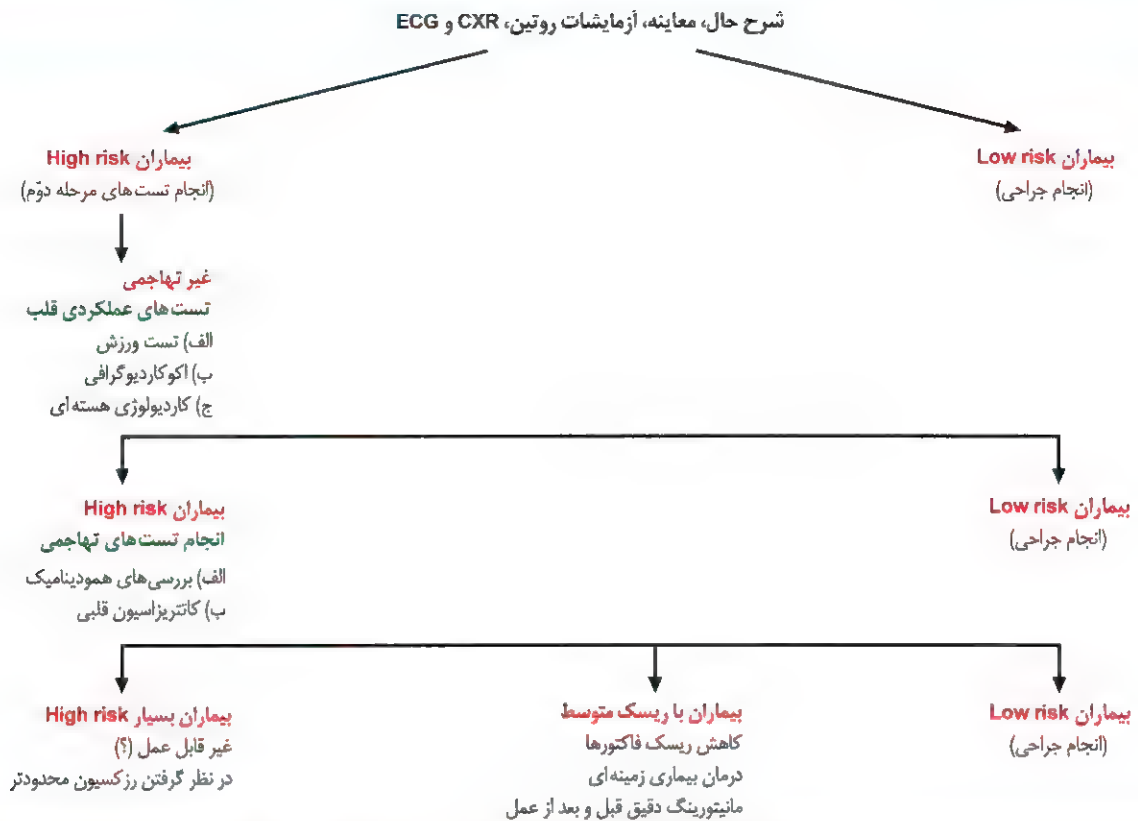 شرح حال، معاینه، آزمایشات روتین، CXR و ECG
بیماران Low risk
(انجام جراحی)
بیماران High risk
(انجام تست‌های مرحله دوّم)
غیر تهاجمی
تست‌های عملکردی قلب
الف) تست ورزش
ب) اکوکاردیوگرافی
ج) کاردیولوژی هسته‌ای
بیماران Low risk
(انجام جراحی)
بیماران High risk
انجام تست‌های تهاجمی
الف) بررسی‌های همودینامیک
ب) کاتتریزاسیون قلبی
بیماران Low risk
(انجام جراحی)
بیماران با ریسک متوسط
کاهش ریسک فاکتورها
درمان بیماری زمینه‌ای
مانیتورینگ دقیق قبل و بعد از عمل
بیماران بسیار High risk
غیر قابل عمل (؟)
در نظر گرفتن رزکسیون محدودتر